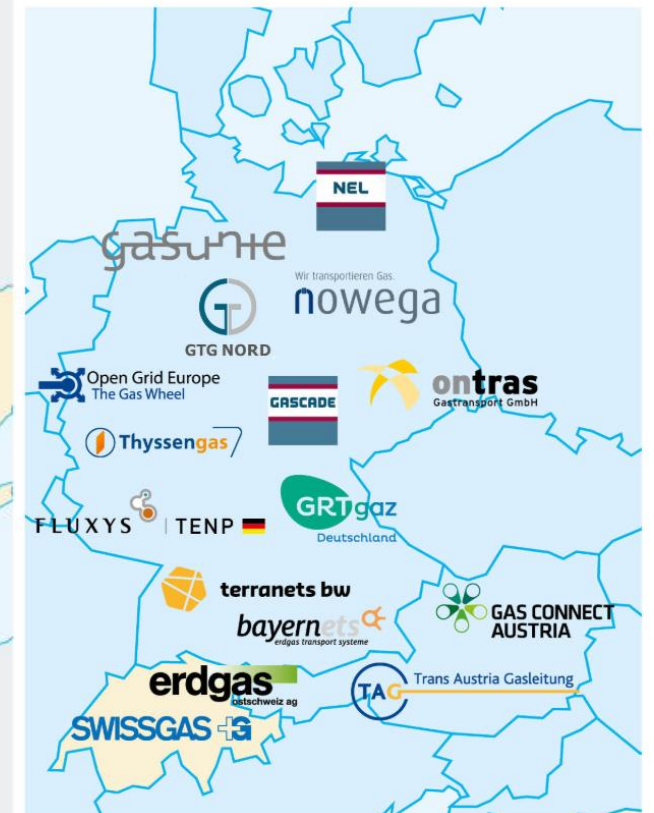 NEL
gasunie
Wir transportieren Gas.
nowega
GTG NORD
Open Grid Europe
The Gas Wheel
GASCADE
ontras
Gastransport GmbH
Thyssengas
FLUXYS | TENP
GRTgaz
Deutschland
terranets bw
bayernets
erdgas transport systeme
GAS CONNECT
AUSTRIA
erdgas
ostschweiz ag
TAG Trans Austria Gasleitung
SWISSGAS